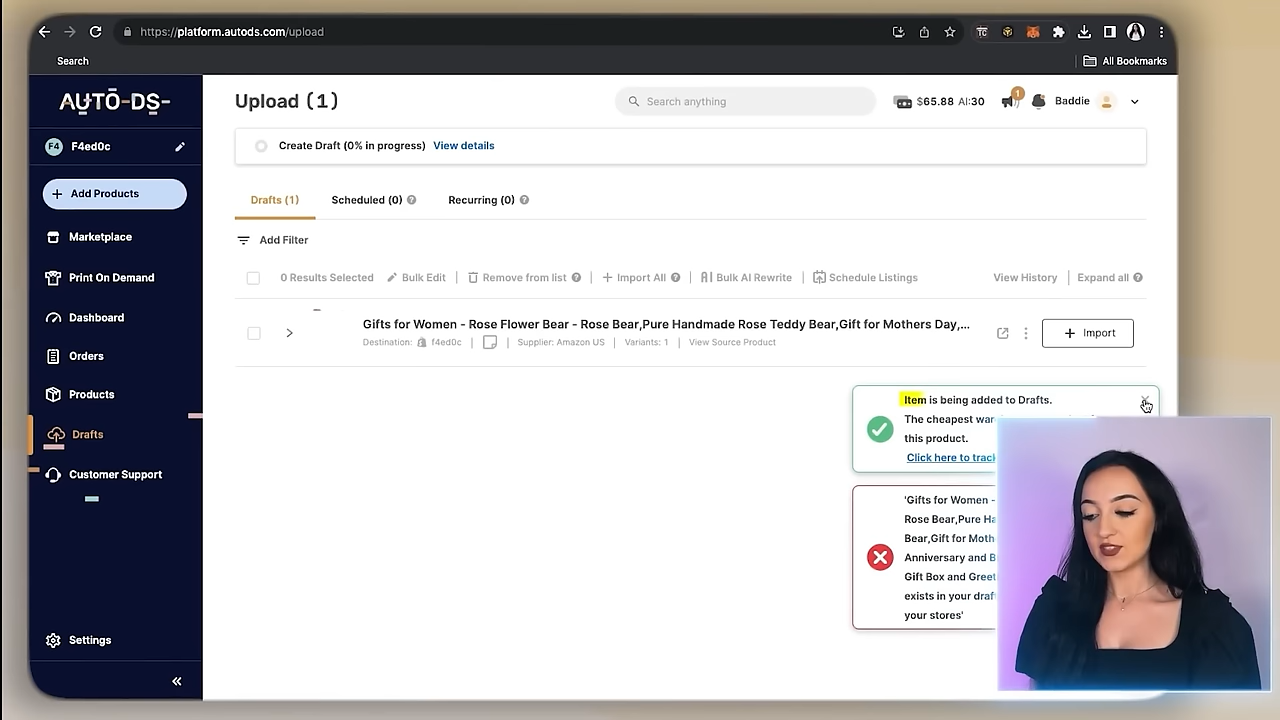 https://platform.autods.com/upload
Search
All Bookmarks
AUTO-DS-
Upload (1)
Search anything
$65.88 AI:30
1
Baddie
F4 F4ed0c
Create Draft (0% in progress) View details
+ Add Products
Drafts (1) Scheduled (0) Recurring (0)
Marketplace
Add Filter
Print On Demand
0 Results Selected Bulk Edit | Remove from list | + Import All | Bulk AI Rewrite Schedule Listings View History | Expand all
Dashboard
Gifts for Women - Rose Flower Bear - Rose Bear,Pure Handmade Rose Teddy Bear,Gift for Mothers Day,...
Destination: f4ed0c | | Supplier: Amazon US | Variants: 1 | View Source Product
+ Import
Orders
Products
Drafts
Customer Support
Settings
«
Item is being added to Drafts.
The cheapest
this product.
Click here to track
'Gifts for Women -
Rose Bear,Pure
Bear,Gift for
Anniversary and
Gift Box and
exists in your
your stores'